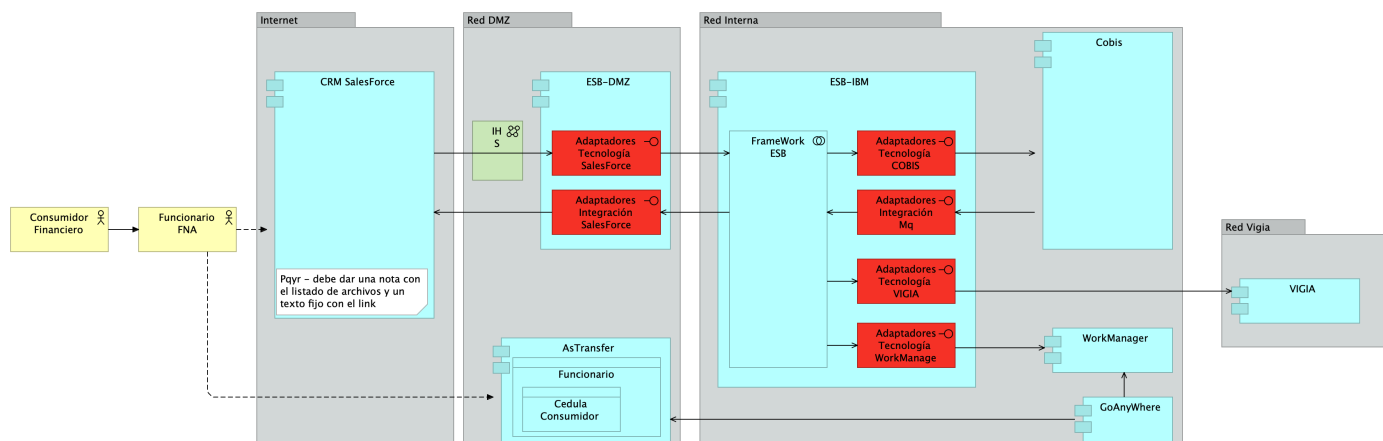 Internet
Red DMZ
Red Interna
Cobis
CRM SalesForce
ESB-DMZ
ESB-IBM
IH
S
Adaptadores
Tecnología
SalesForce
FrameWork
ESB
Adaptadores
Tecnología
COBIS
Adaptadores
Integración
SalesForce
Adaptadores
Integración
Mq
Consumidor
Financiero
Funcionario
FNA
Red Vigia
Pqyr - debe dar una nota con
el listado de archivos y un
texto fijo con el link
Adaptadores
Tecnología
VIGIA
VIGIA
Adaptadores
Tecnología
WorkManage
WorkManager
AsTransfer
Funcionario
Cedula
Consumidor
GoAnyWhere